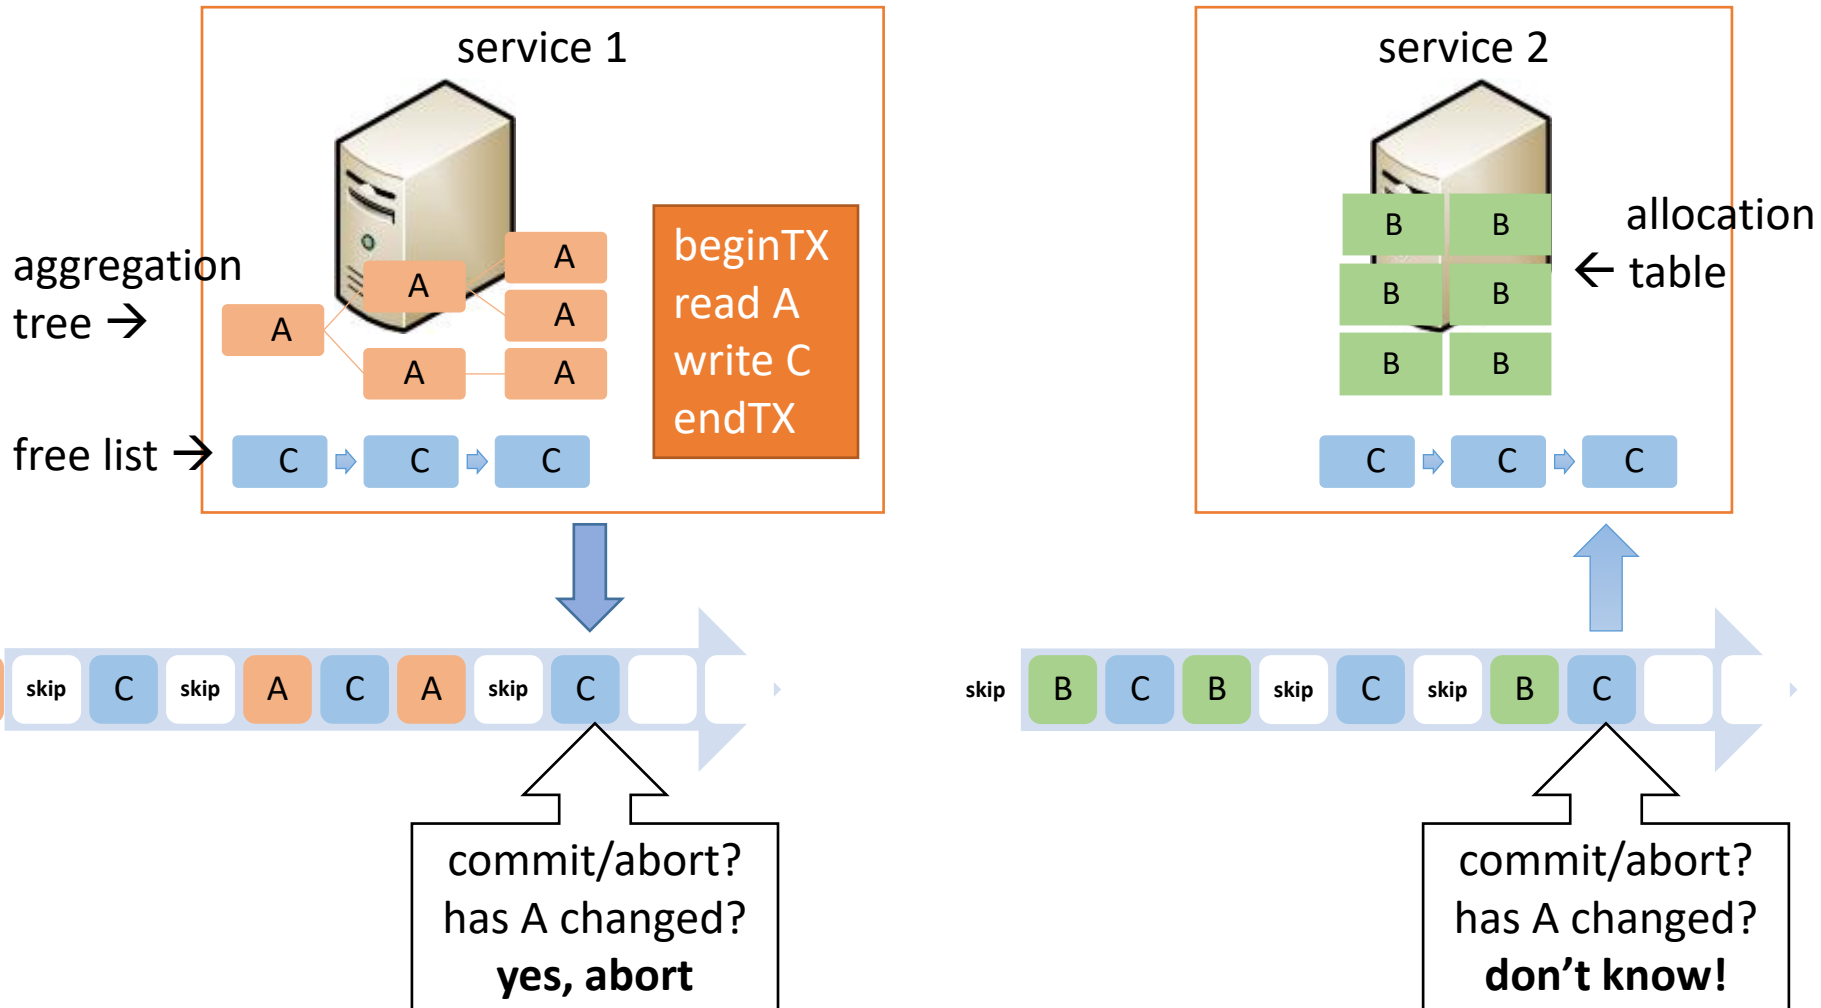 service 1
aggregation
tree →
A
A
A
A
A
A
free list →
C
C
C
beginTX
read A
write C
endTX
skip
C
skip
A
C
A
skip
C
commit/abort?
has A changed?
yes, abort
service 2
B
B
B
B
B
B
allocation
← table
C
C
C
skip
B
C
B
skip
C
skip
B
C
commit/abort?
has A changed?
don't know!